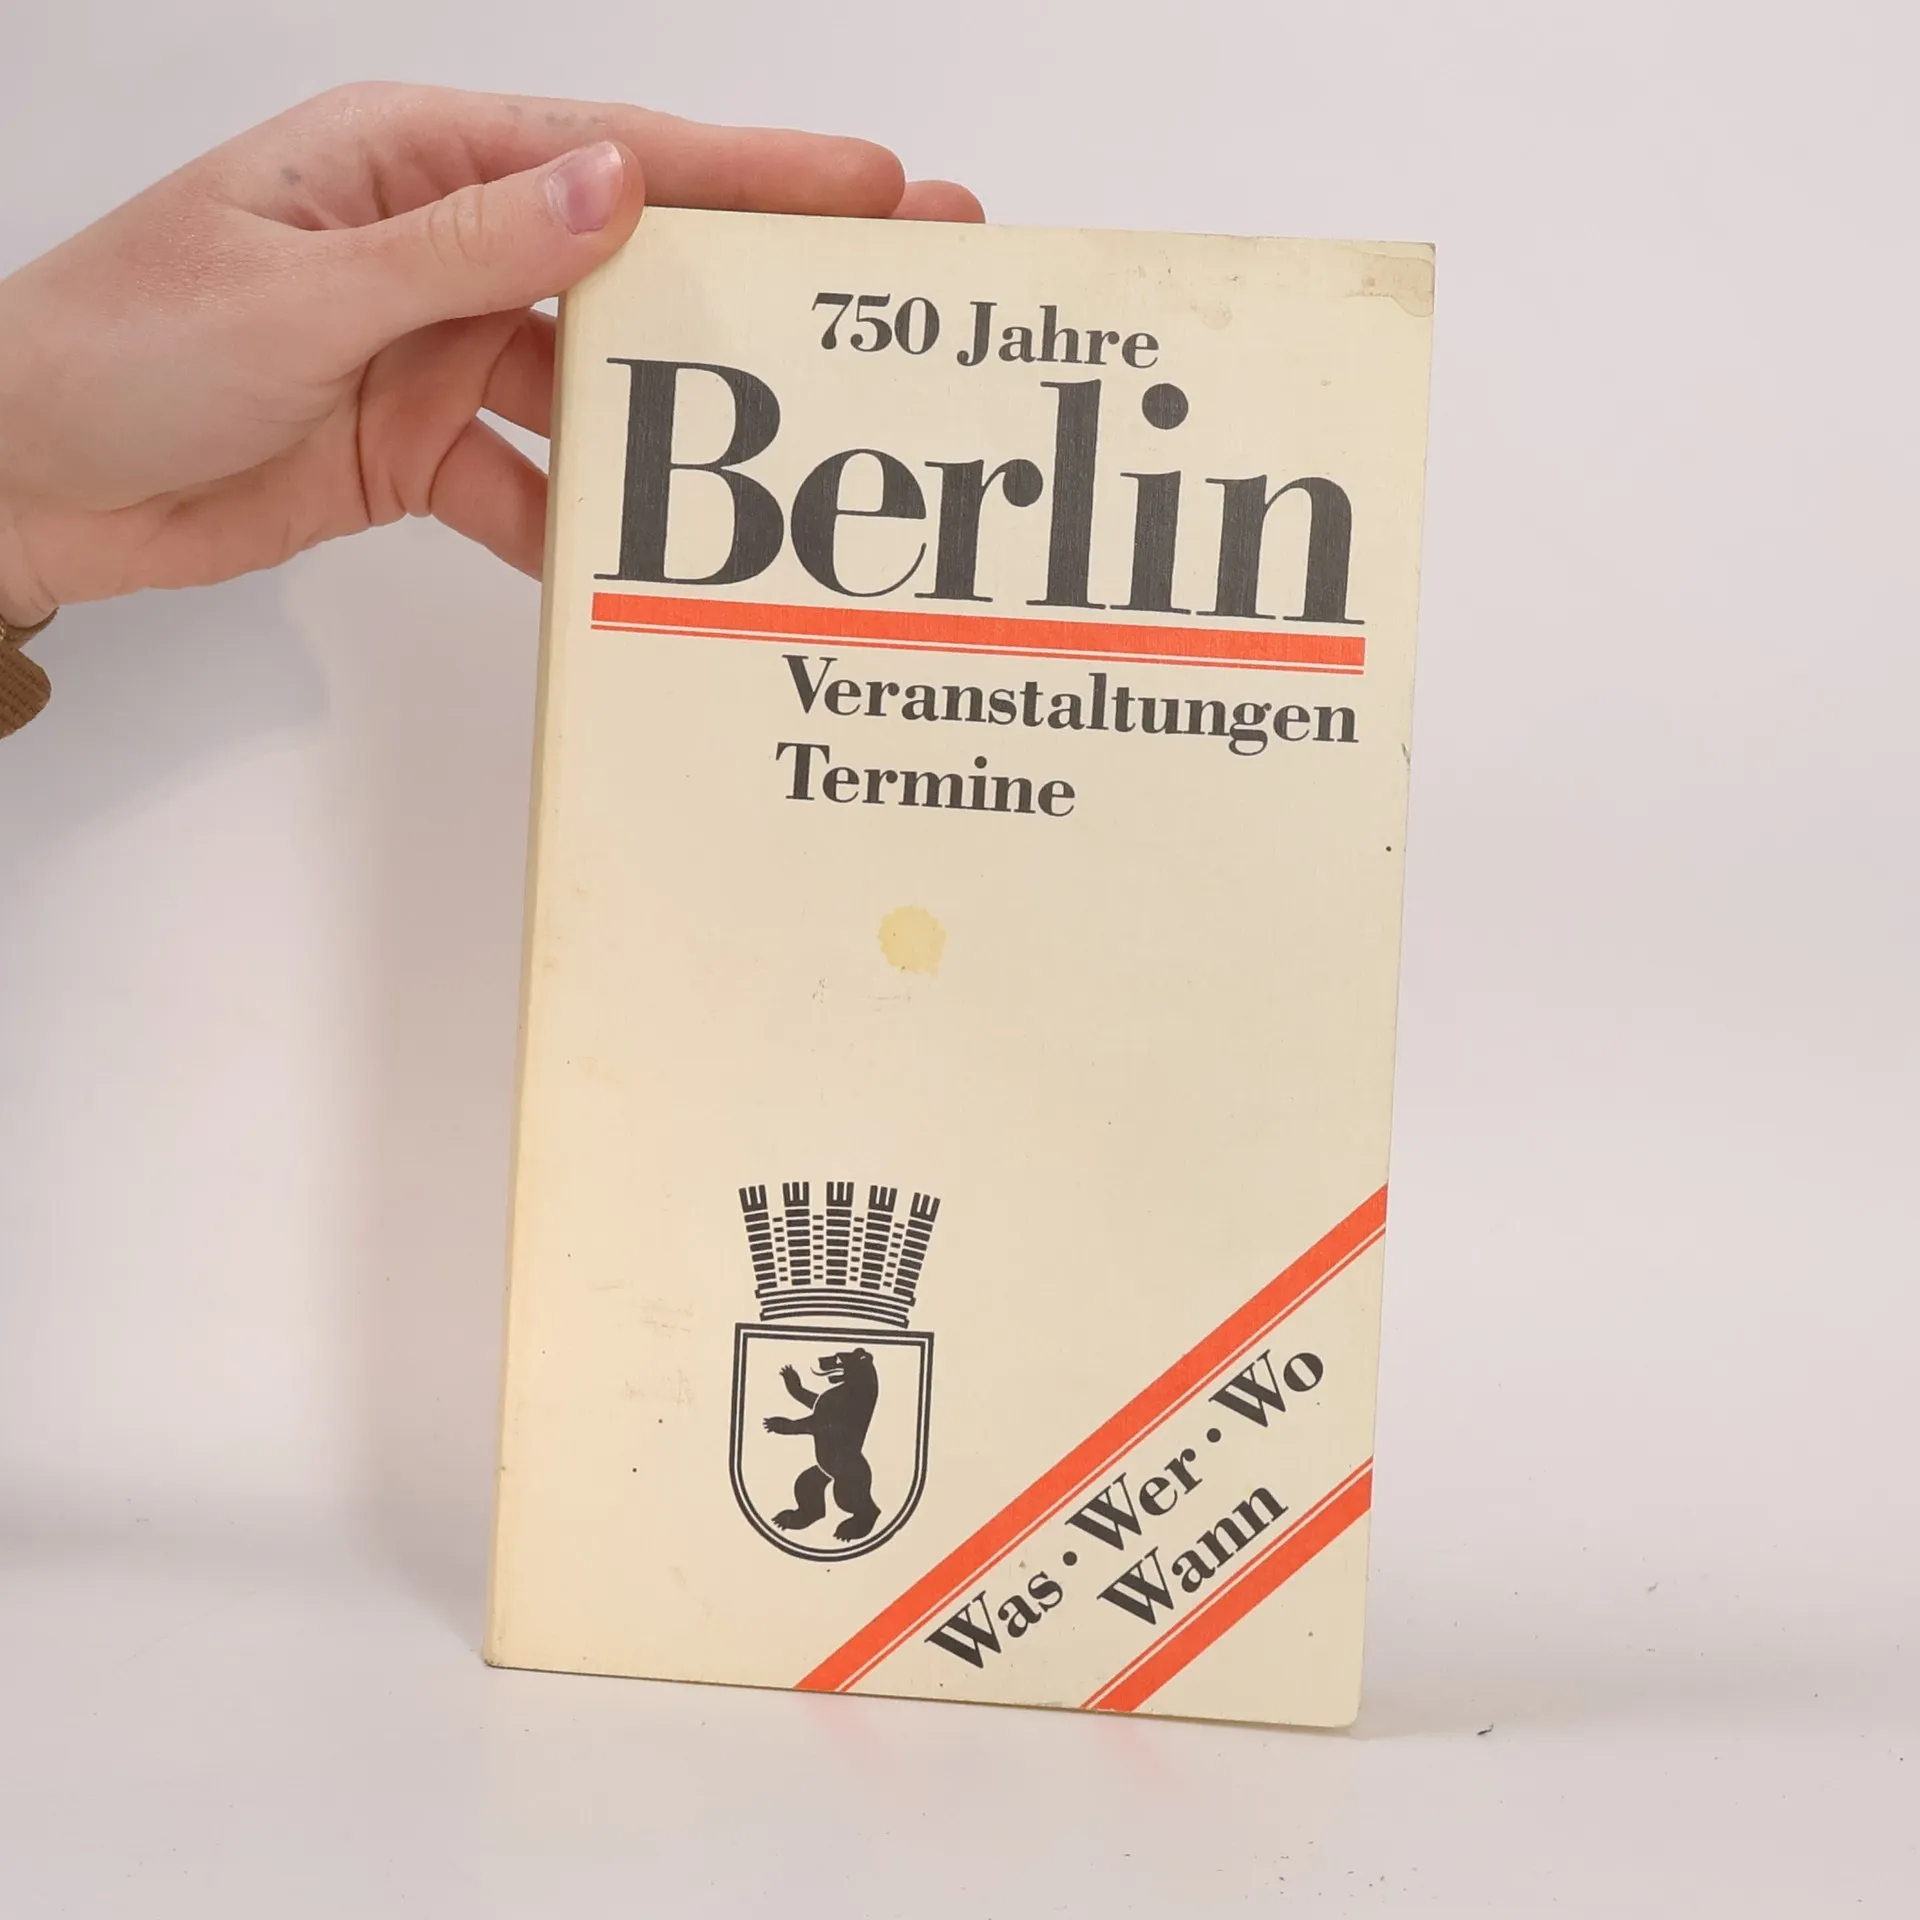 750 Jahre
Berlin
Veranstaltungen
Termine
Was • Wer • Wo
Wann